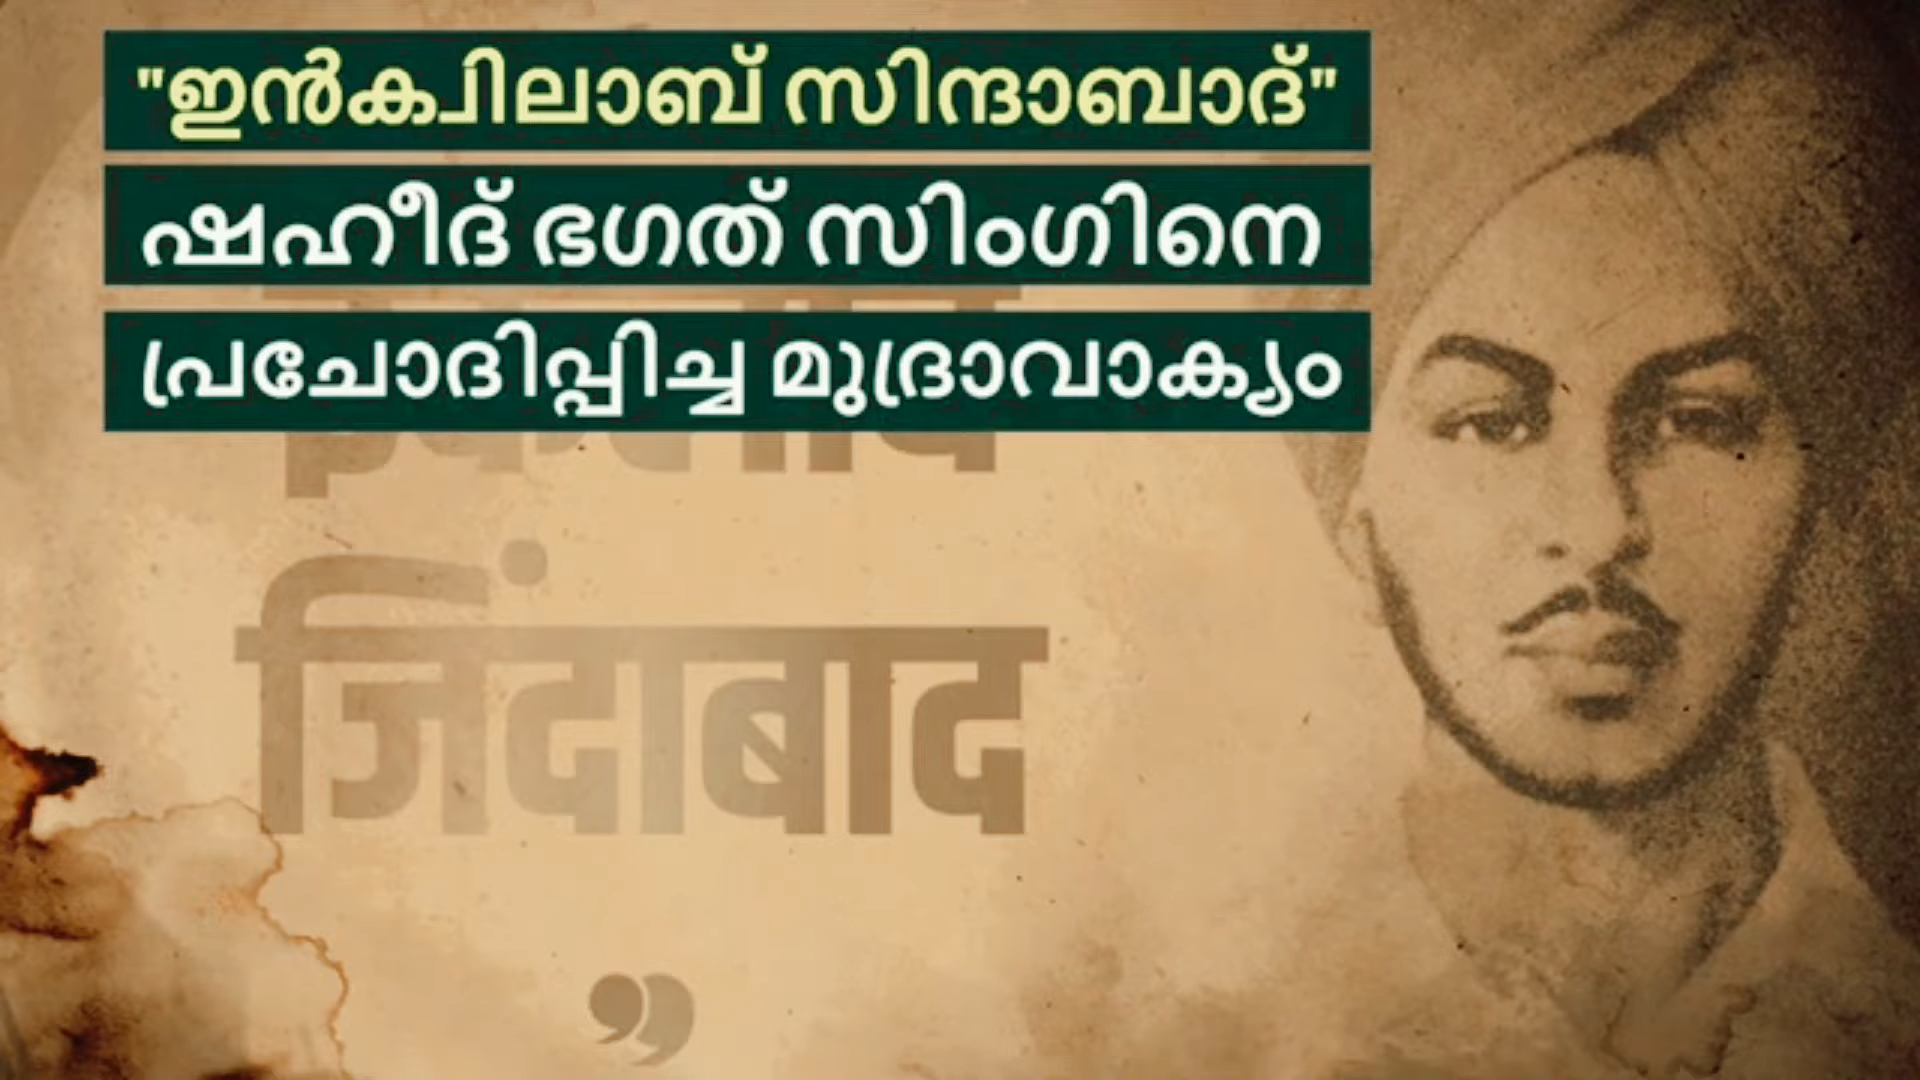 "ഇൻക്വിലാബ് സിന്ദാബാദ്"
ഷഹീദ് ഭഗത് സിംഗിനെ
പ്രചോദിപ്പിച്ച മുദ്രാവാക്യം
जिंदाबाद
”